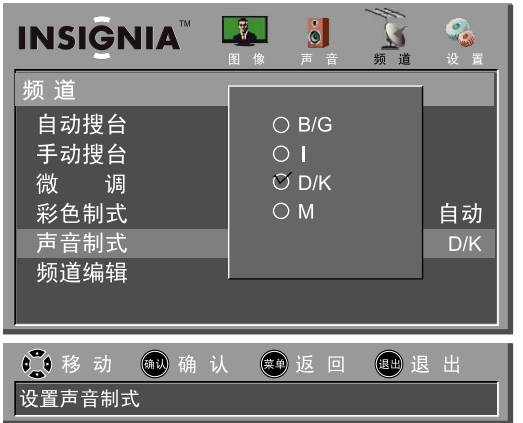 INSIGNIA™
图像 声音 频道 设置
频道
自动搜台
手动搜台
微 调
彩色制式 自动
声音制式 D/K
频道编辑
B/G
I
D/K
M
移动 确认 确认 菜单 返回 退出 退出
设置声音制式